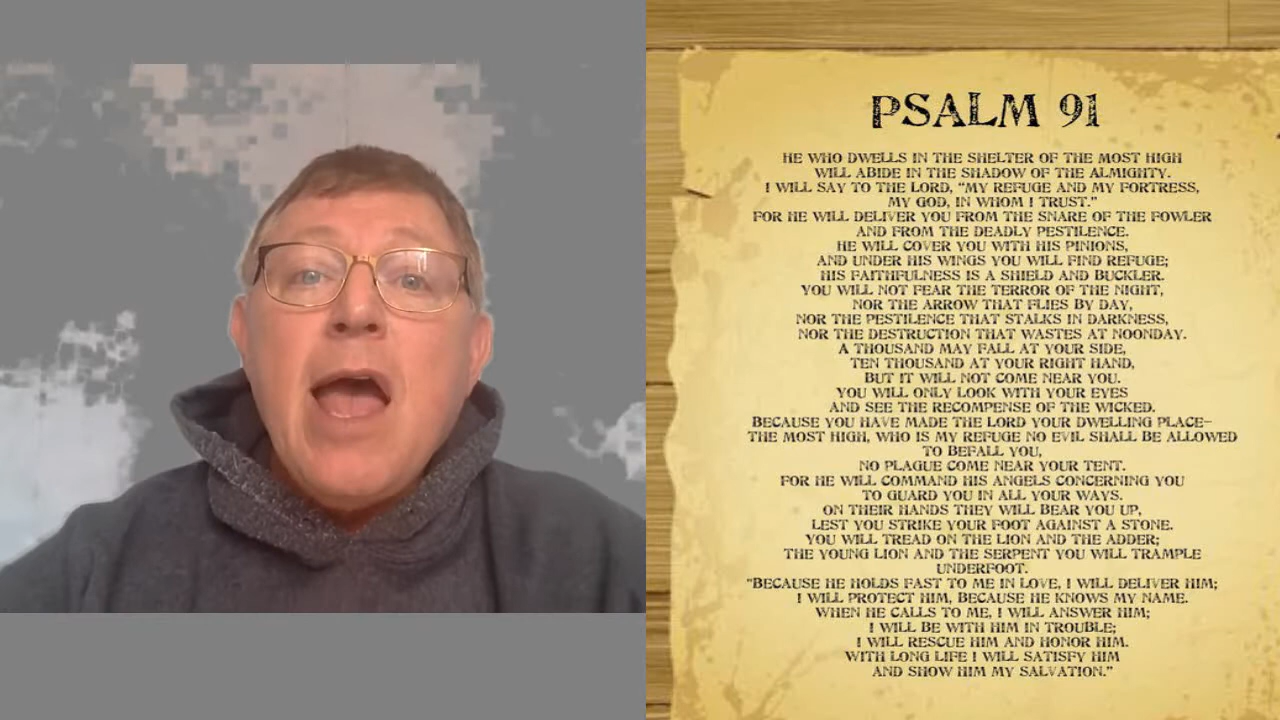 PSALM 91
HE WHO DWELLS IN THE SHELTER OF THE MOST HIGH
WILL ABIDE IN THE SHADOW OF THE ALMIGHTY.
I WILL SAY TO THE LORD, "MY REFUGE AND MY FORTRESS,
MY GOD, IN WHOM I TRUST."
FOR HE WILL DELIVER YOU FROM THE SNARE OF THE FOWLER
AND FROM THE DEADLY PESTILENCE.
HE WILL COVER YOU WITH HIS PINIONS,
AND UNDER HIS WINGS YOU WILL FIND REFUGE;
HIS FAITHFULNESS IS A SHIELD AND BUCKLER.
YOU WILL NOT FEAR THE TERROR OF THE NIGHT,
NOR THE ARROW THAT FLIES BY DAY,
NOR THE PESTILENCE THAT STALKS IN DARKNESS,
NOR THE DESTRUCTION THAT WASTES AT NOONDAY.
A THOUSAND MAY FALL AT YOUR SIDE,
TEN THOUSAND AT YOUR RIGHT HAND,
BUT IT WILL NOT COME NEAR YOU.
YOU WILL ONLY LOOK WITH YOUR EYES
AND SEE THE RECOMPENSE OF THE WICKED.
BECAUSE YOU HAVE MADE THE LORD YOUR DWELLING PLACE-
THE MOST HIGH, WHO IS MY REFUGE NO EVIL SHALL BE ALLOWED
TO BEFALL YOU,
NO PLAGUE COME NEAR YOUR TENT.
FOR HE WILL COMMAND HIS ANGELS CONCERNING YOU
TO GUARD YOU IN ALL YOUR WAYS.
ON THEIR HANDS THEY WILL BEAR YOU UP,
LEST YOU STRIKE YOUR FOOT AGAINST A STONE.
YOU WILL TREAD ON THE LION AND THE ADDER;
THE YOUNG LION AND THE SERPENT YOU WILL TRAMPLE
UNDERFOOT.
"BECAUSE HE HOLDS FAST TO ME IN LOVE, I WILL DELIVER HIM;
I WILL PROTECT HIM, BECAUSE HE KNOWS MY NAME.
WHEN HE CALLS TO ME, I WILL ANSWER HIM;
I WILL BE WITH HIM IN TROUBLE;
I WILL RESCUE HIM AND HONOR HIM.
WITH LONG LIFE I WILL SATISFY HIM
AND SHOW HIM MY SALVATION."